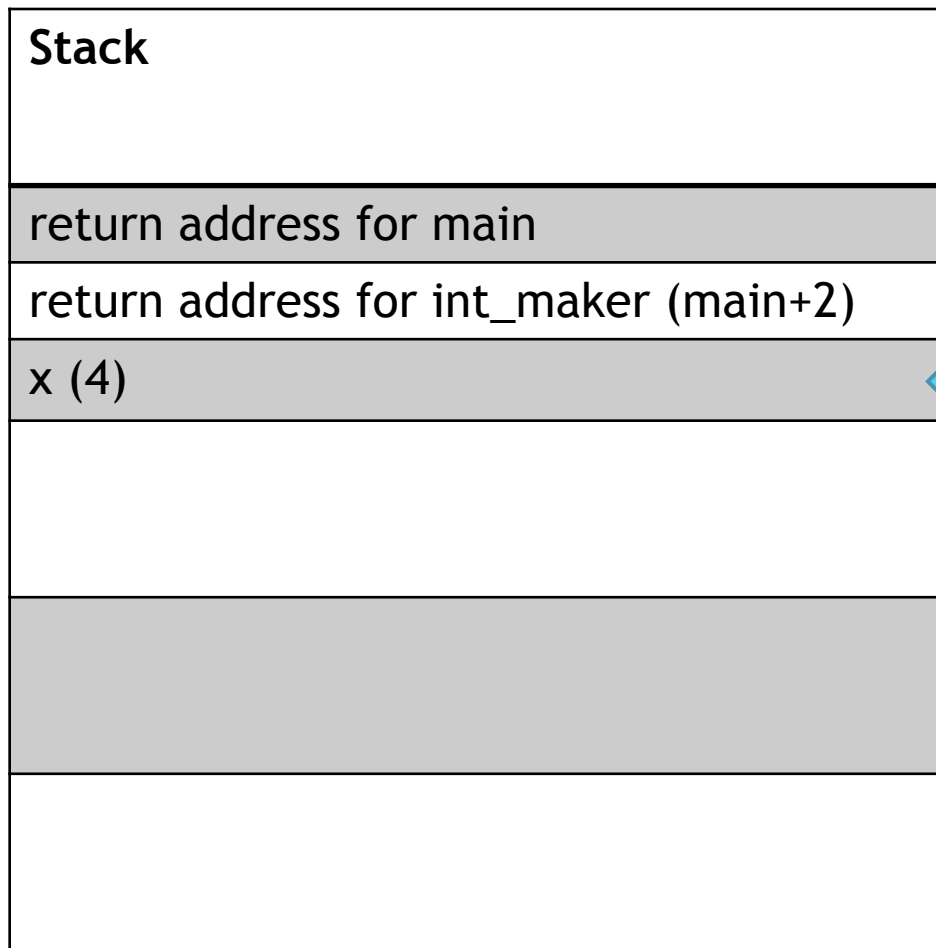 Stack
return address for main
return address for int_maker (main+2)
x (4)